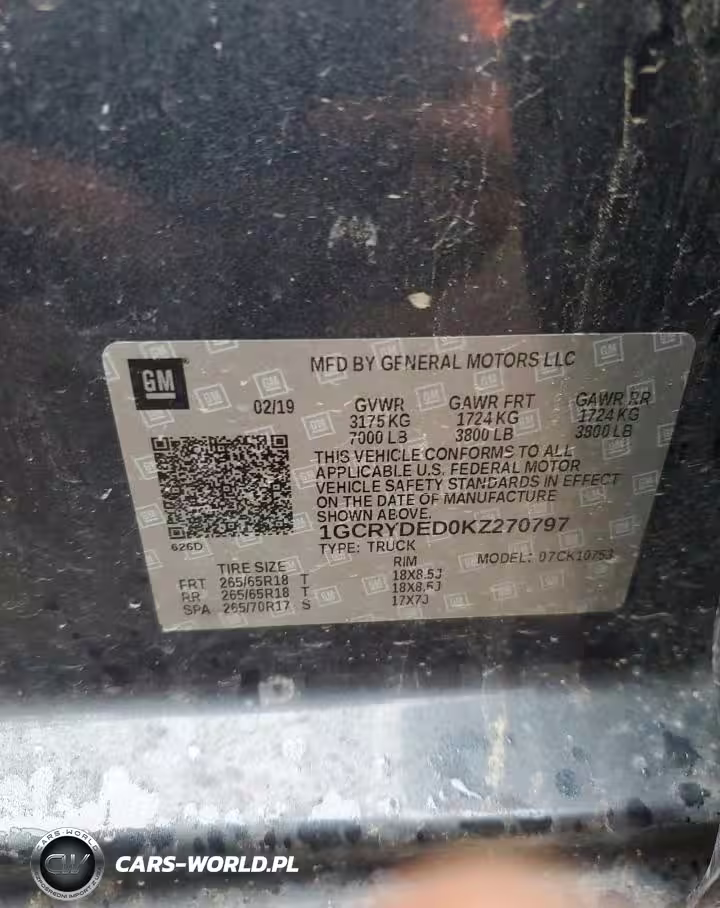 GM
MFD BY GENERAL MOTORS LLC
02/19 GVWR GAWR FRT GAWR RR
3175 KG 1724 KG 1724 KG
7000 LB 3800 LB 3800 LB
THIS VEHICLE CONFORMS TO ALL
APPLICABLE U.S. FEDERAL MOTOR
VEHICLE SAFETY STANDARDS IN EFFECT
ON THE DATE OF MANUFACTURE
SHOWN ABOVE.
1GCRYDED0KZ270797
626D
TYPE: TRUCK MODEL: 07CK10753
TIRE SIZE RIM
FRT 265/65R18 T 18X8.5J
RR 265/65R18 T 18X8.5J
SPA 265/70R17 S 17X7J
CARS-WORLD
CW
CARS-WORLD.PL